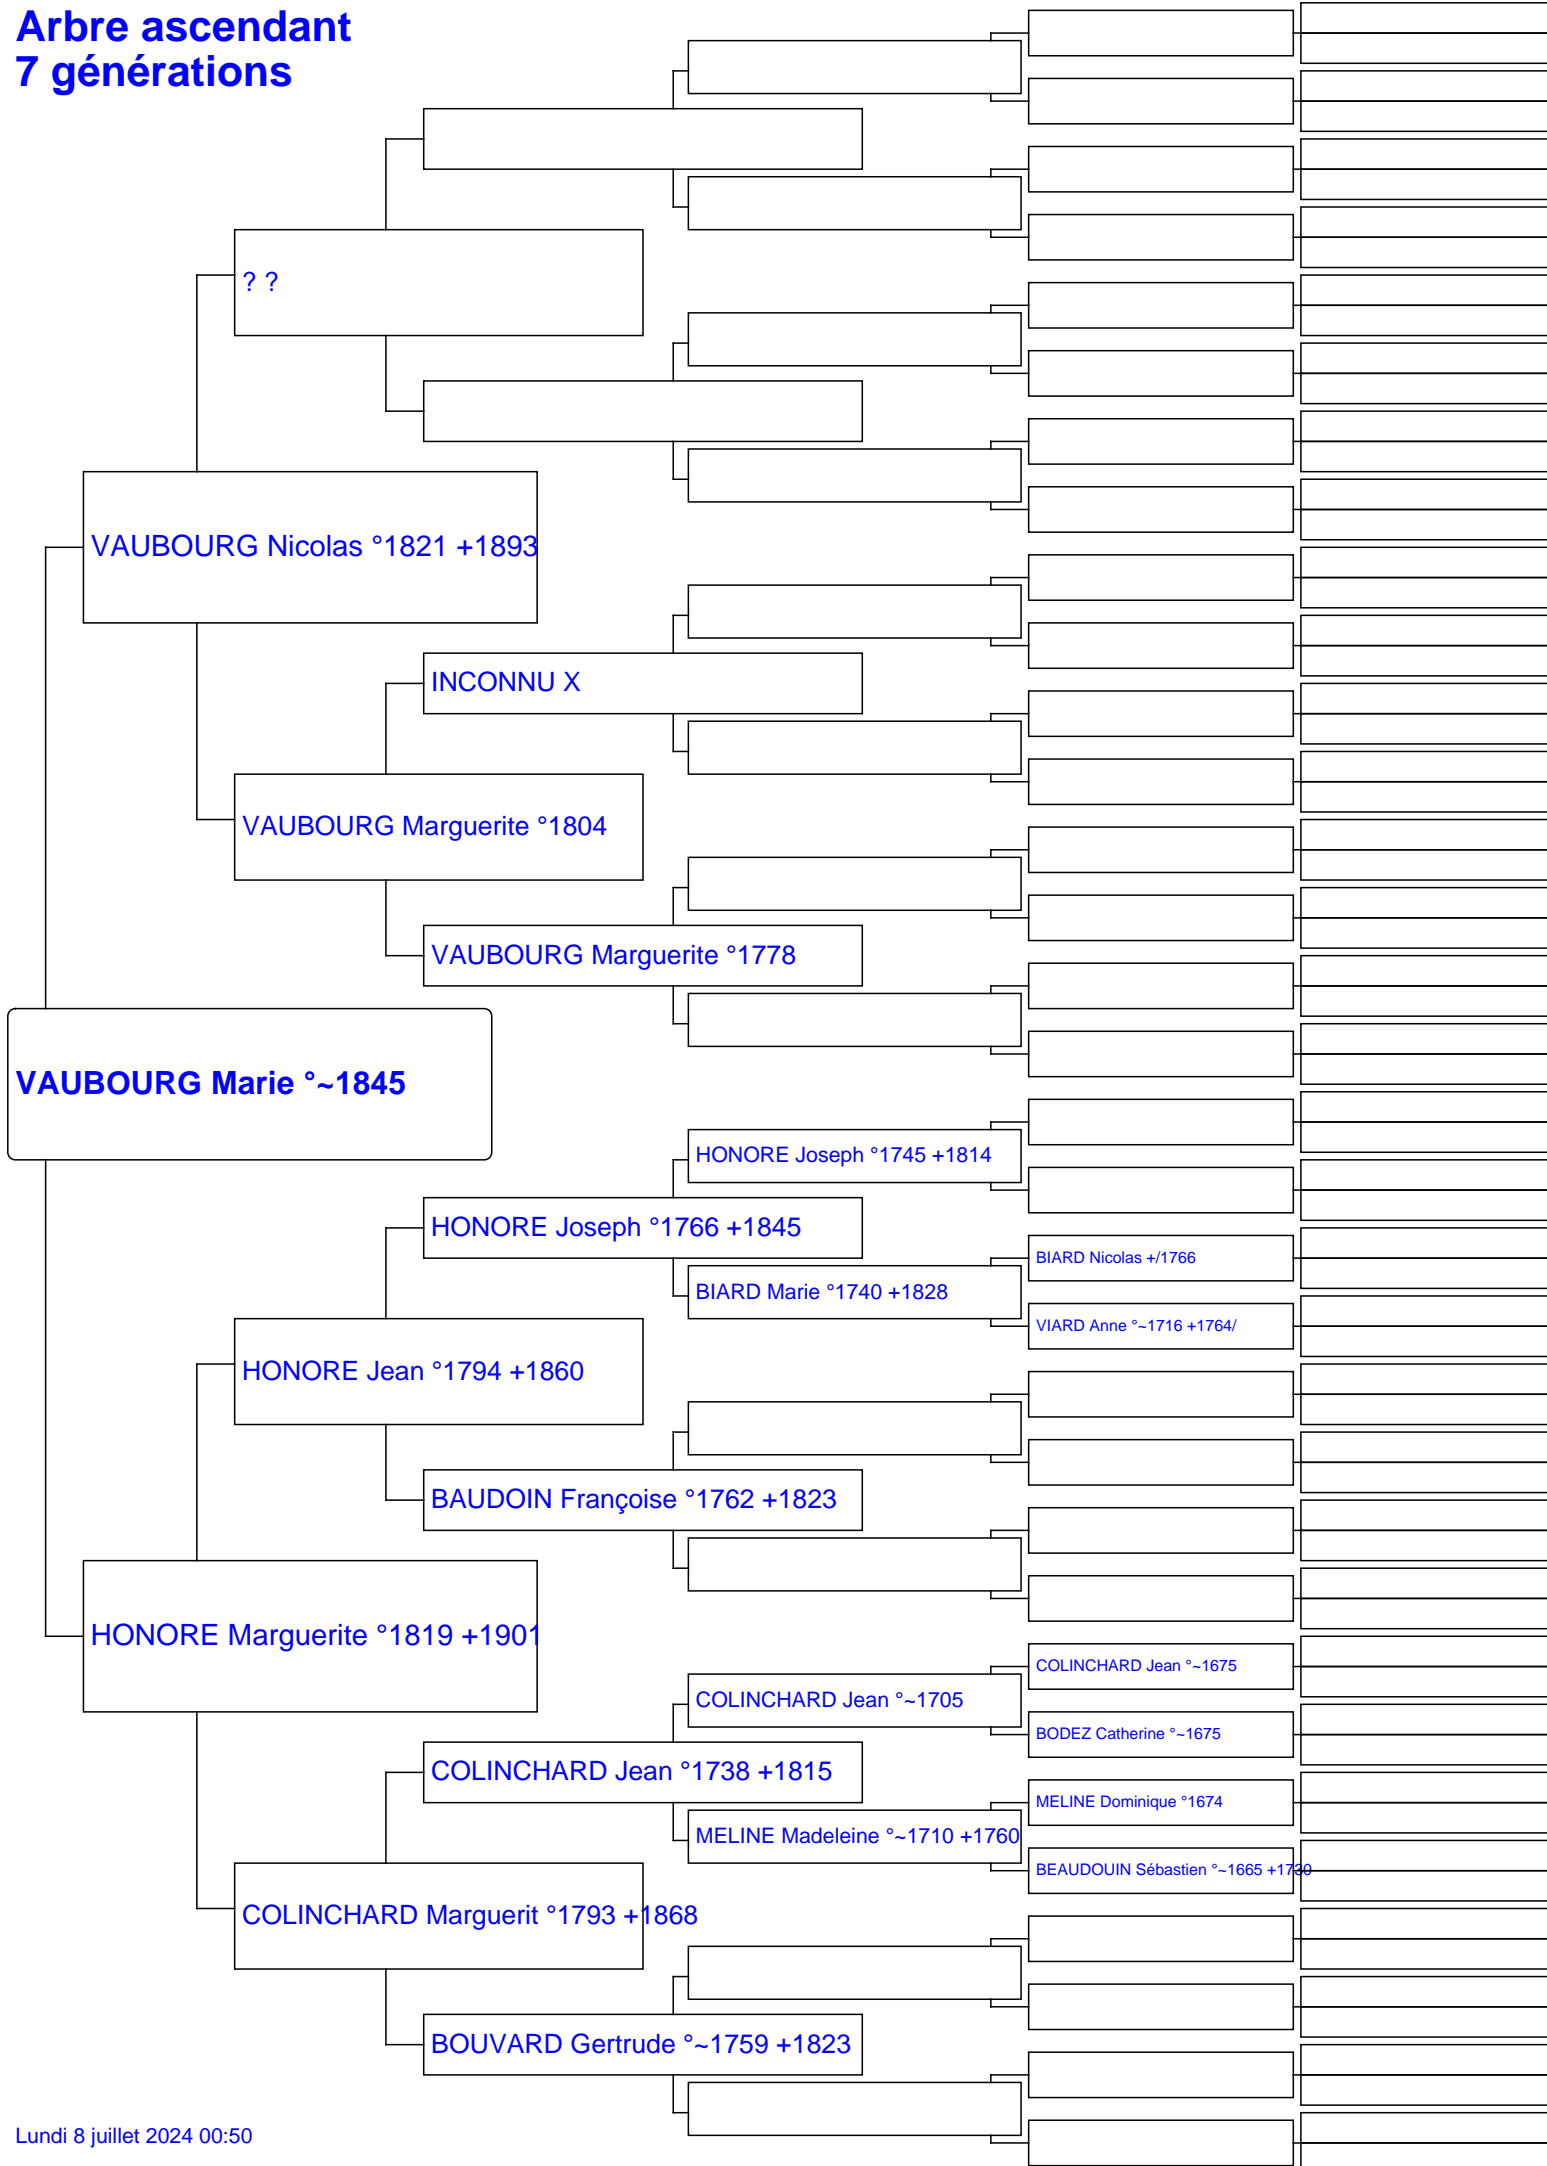 Arbre ascendant
7 générations
? ?
VAUBOURG Nicolas °1821 +1893
INCONNU X
VAUBOURG Marguerite °1804
VAUBOURG Marguerite °1778
VAUBOURG Marie °~1845
HONORE Joseph °1745 +1814
HONORE Joseph °1766 +1845
BIARD Nicolas +/1766
BIARD Marie °1740 +1828
VIARD Anne °~1716 +1764/
HONORE Jean °1794 +1860
BAUDOIN Françoise °1762 +1823
HONORE Marguerite °1819 +1901
COLINCHARD Jean °~1675
COLINCHARD Jean °~1705
BODEZ Catherine °~1675
COLINCHARD Jean °1738 +1815
MELINE Dominique °1674
MELINE Madeleine °~1710 +1760
BEAUDOUIN Sébastien °~1665 +1730
COLINCHARD Marguerit °1793 +1868
BOUVARD Gertrude °~1759 +1823
Lundi 8 juillet 2024 00:50